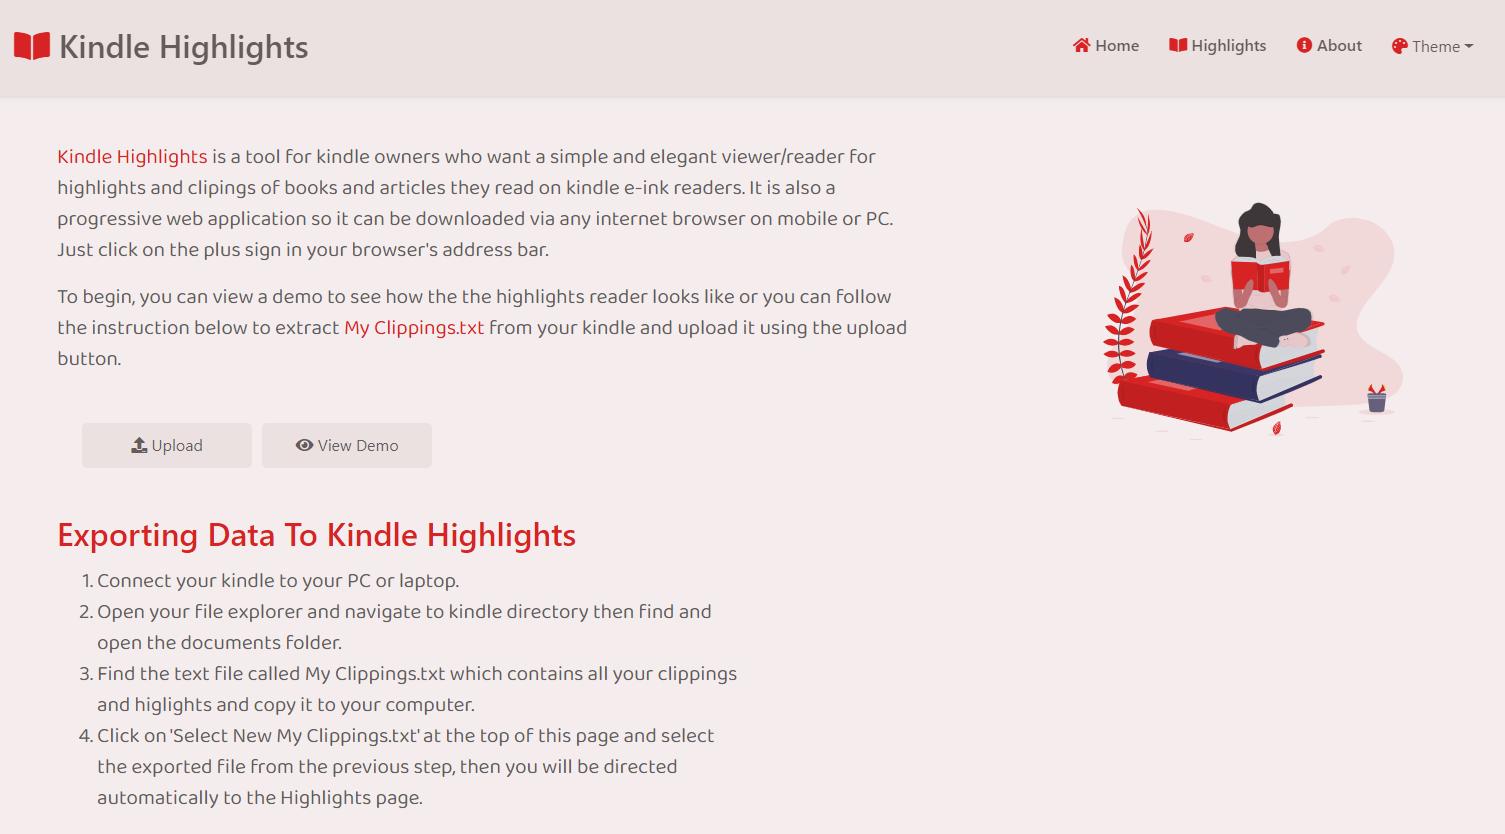 Kindle Highlights
Home
Highlights
About
Theme
Kindle Highlights is a tool for kindle owners who want a simple and elegant viewer/reader for
highlights and clipings of books and articles they read on kindle e-ink readers. It is also a
progressive web application so it can be downloaded via any internet browser on mobile or PC.
Just click on the plus sign in your browser's address bar.
To begin, you can view a demo to see how the the highlights reader looks like or you can follow
the instruction below to extract My Clippings.txt from your kindle and upload it using the upload
button.
Upload
View Demo
Exporting Data To Kindle Highlights
1. Connect your kindle to your PC or laptop.
2. Open your file explorer and navigate to kindle directory then find and
open the documents folder.
3. Find the text file called My Clippings.txt which contains all your clippings
and higlights and copy it to your computer.
4. Click on 'Select New My Clippings.txt' at the top of this page and select
the exported file from the previous step, then you will be directed
automatically to the Highlights page.